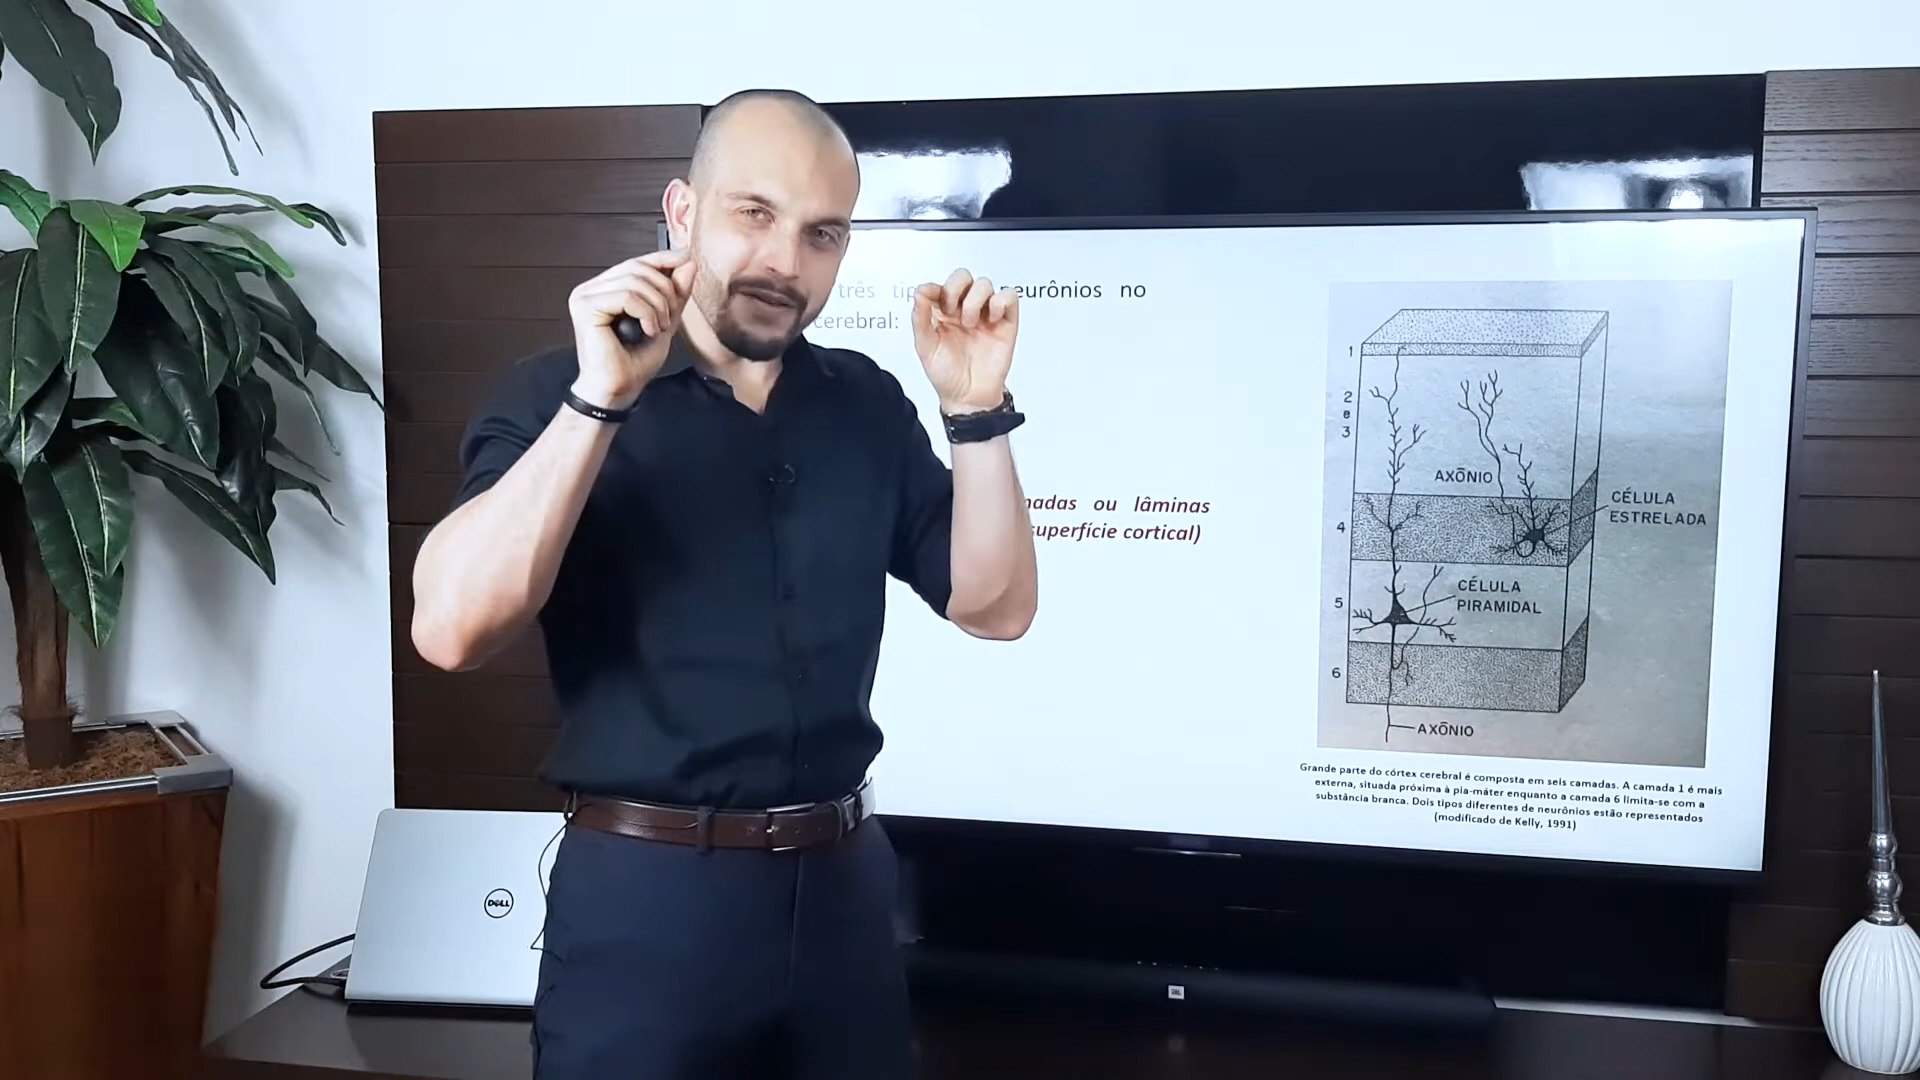 três neurônios no
cerebral:
ou lâminas
superfície cortical)
1
2
e
3
AXÔNIO
CÉLULA
ESTRELADA
4
CÉLULA
PIRAMIDAL
5
6
AXÔNIO
Grande parte do córtex cerebral é composta em seis camadas. A camada 1 é mais
externa, situada próxima à pia-máter enquanto a camada 6 limita-se com a
substância branca. Dois tipos diferentes de neurônios estão representados
(modificado de Kelly, 1991)
DELL
JBL